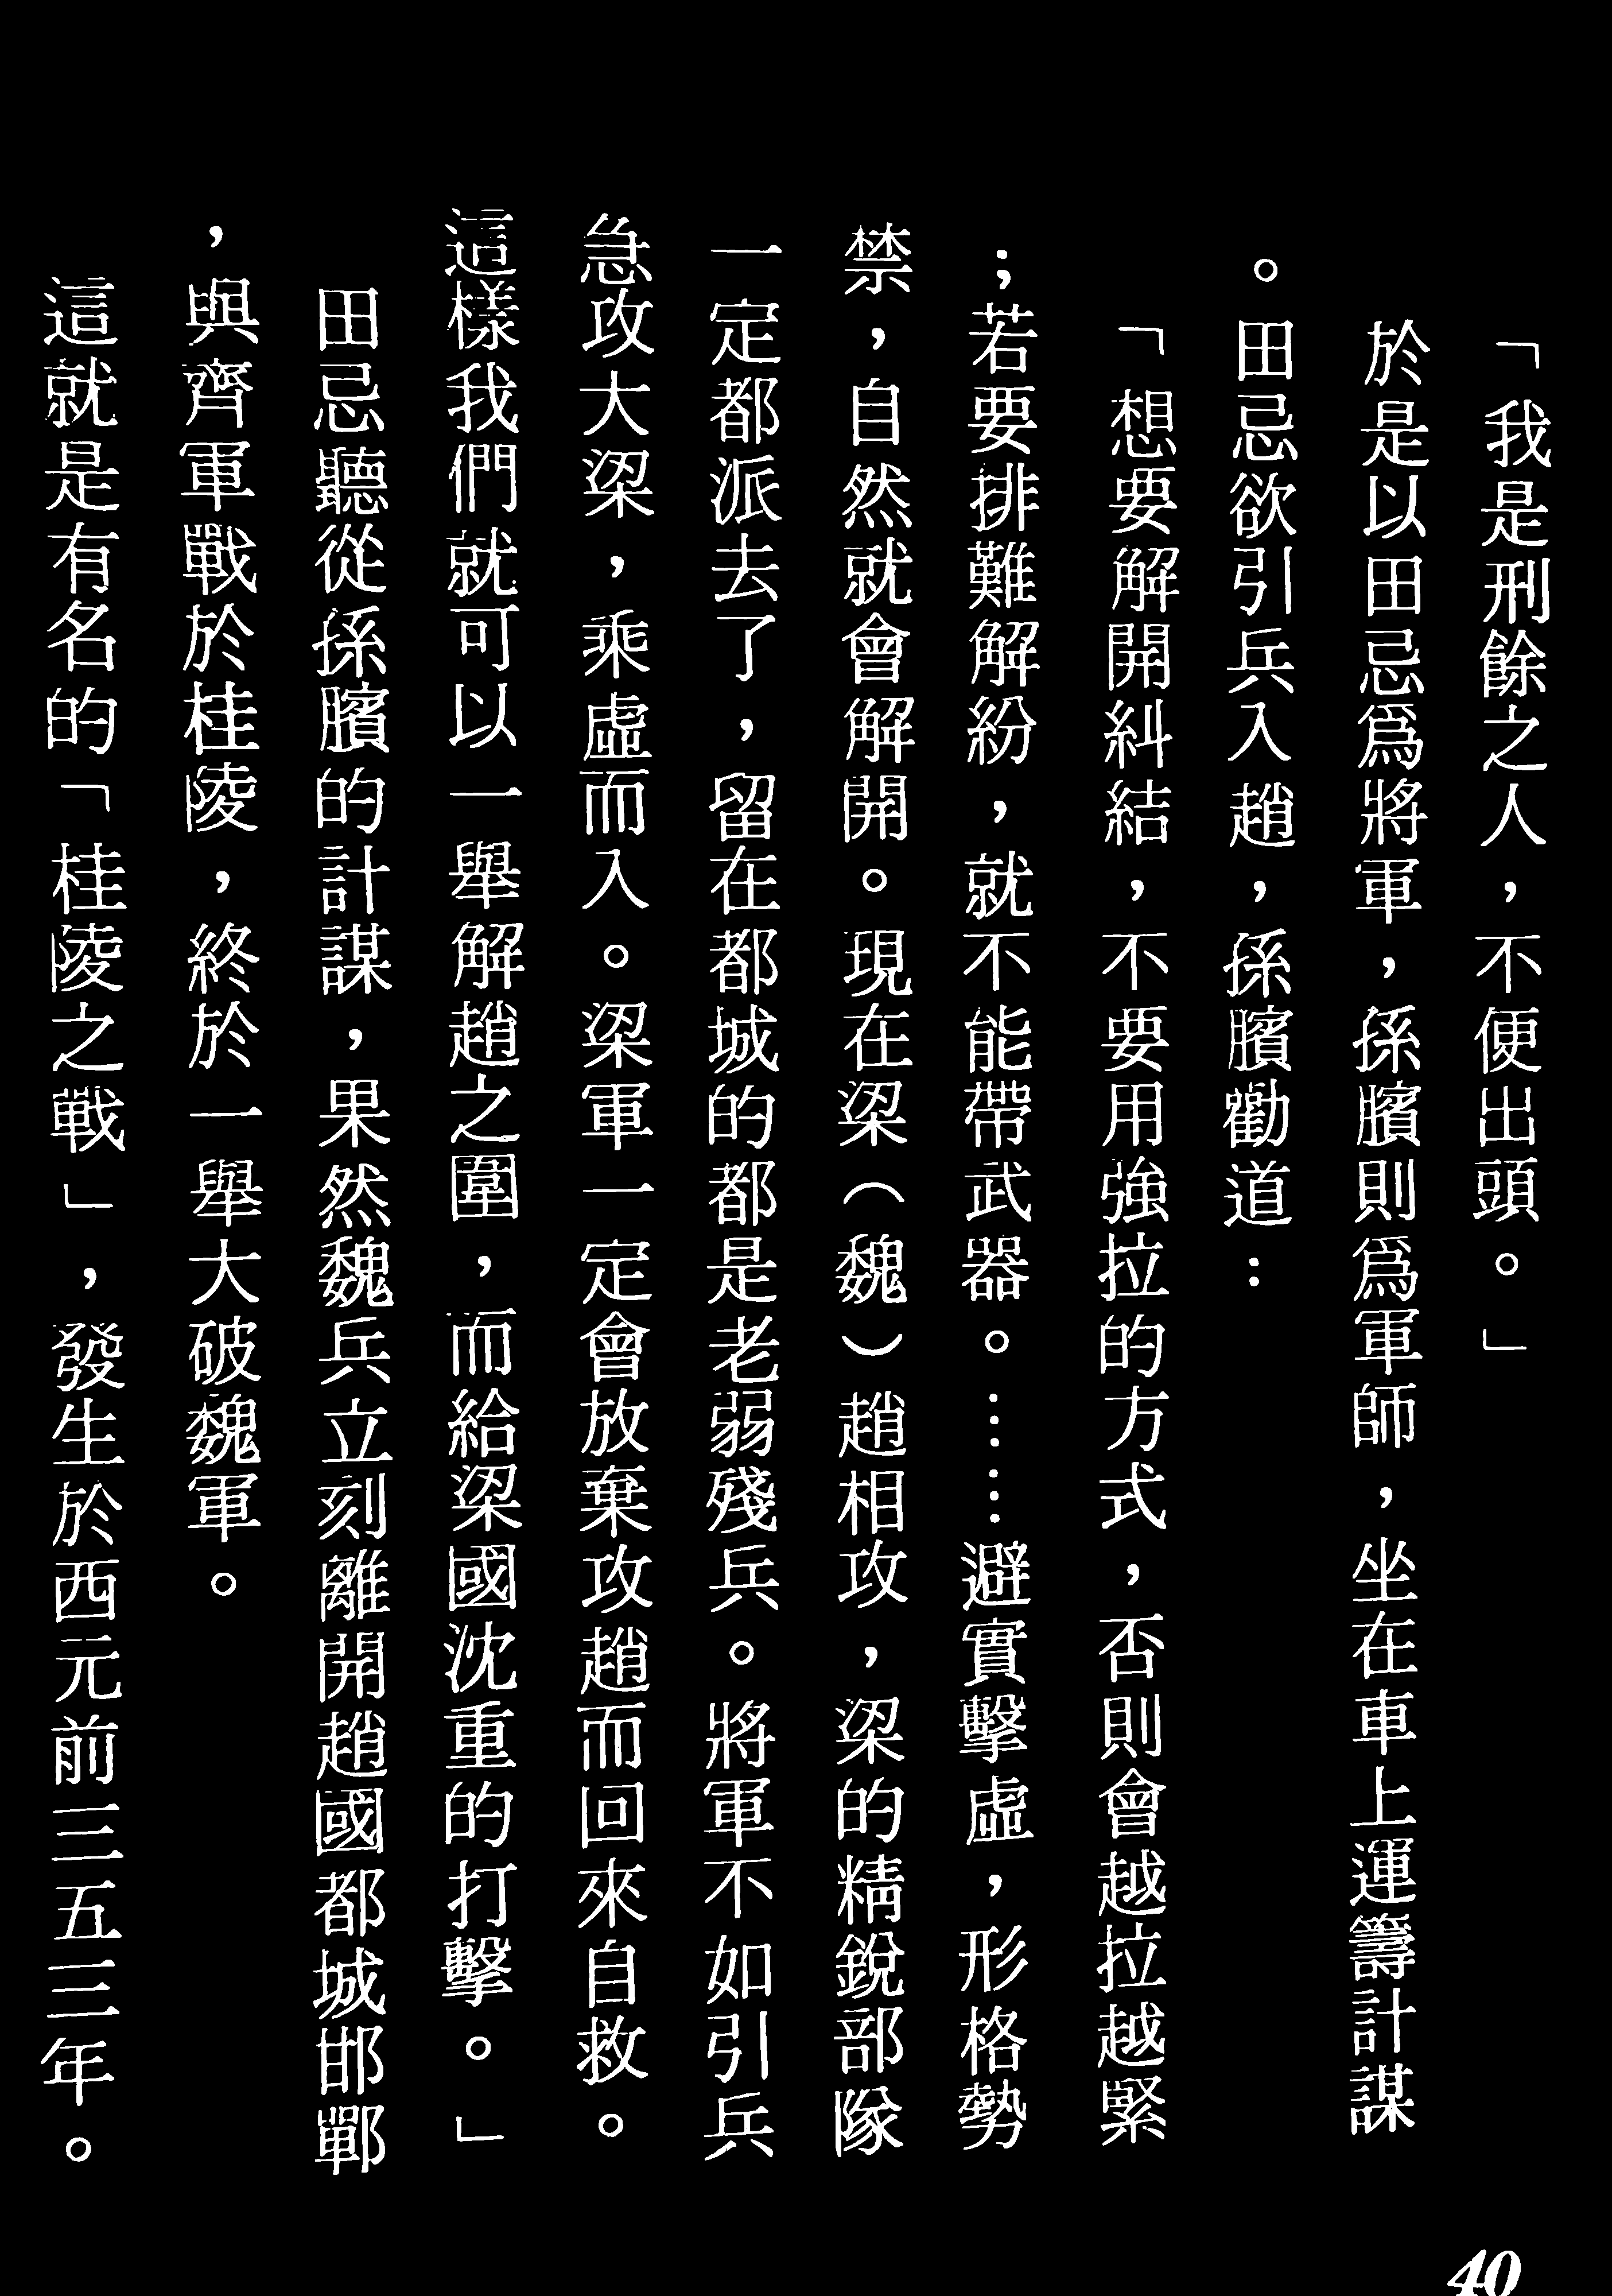 「我是刑餘之人，不便出頭。」
於是以田忌爲將軍，孫臏則爲軍師，坐在車上運籌計謀
。田忌欲引兵入趙，孫臏勸道：
「想要解開糾結，不要用強拉的方式，否則會越拉越緊
；若要排難解紛，就不能帶武器。……避實擊虛，形格勢
禁，自然就會解開。現在梁（魏）趙相攻，梁的精銳部隊
一定都派去了，留在都城的都是老弱殘兵。將軍不如引兵
急攻大梁，乘虛而入。梁軍一定會放棄攻趙而回來自救。
這樣我們就可以一舉解趙之圍，而給梁國沈重的打擊。」
田忌聽從孫臏的計謀，果然魏兵立刻離開趙國都城邯鄲
，與齊軍戰於桂陵，終於一舉大破魏軍。
這就是有名的「桂陵之戰」，發生於西元前三五三年。
40